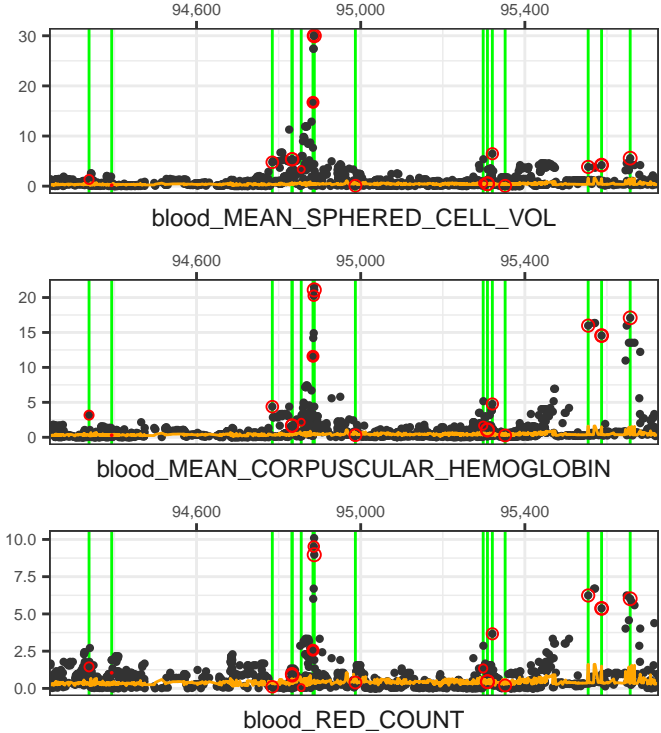 94,600 95,000 95,400
30
20
10
0
blood_MEAN_SPHERED_CELL_VOL
94,600 95,000 95,400
20
15
10
5
0
blood_MEAN_CORPUSCULAR_HEMOGLOBIN
94,600 95,000 95,400
10.0
7.5
5.0
2.5
0.0
blood_RED_COUNT